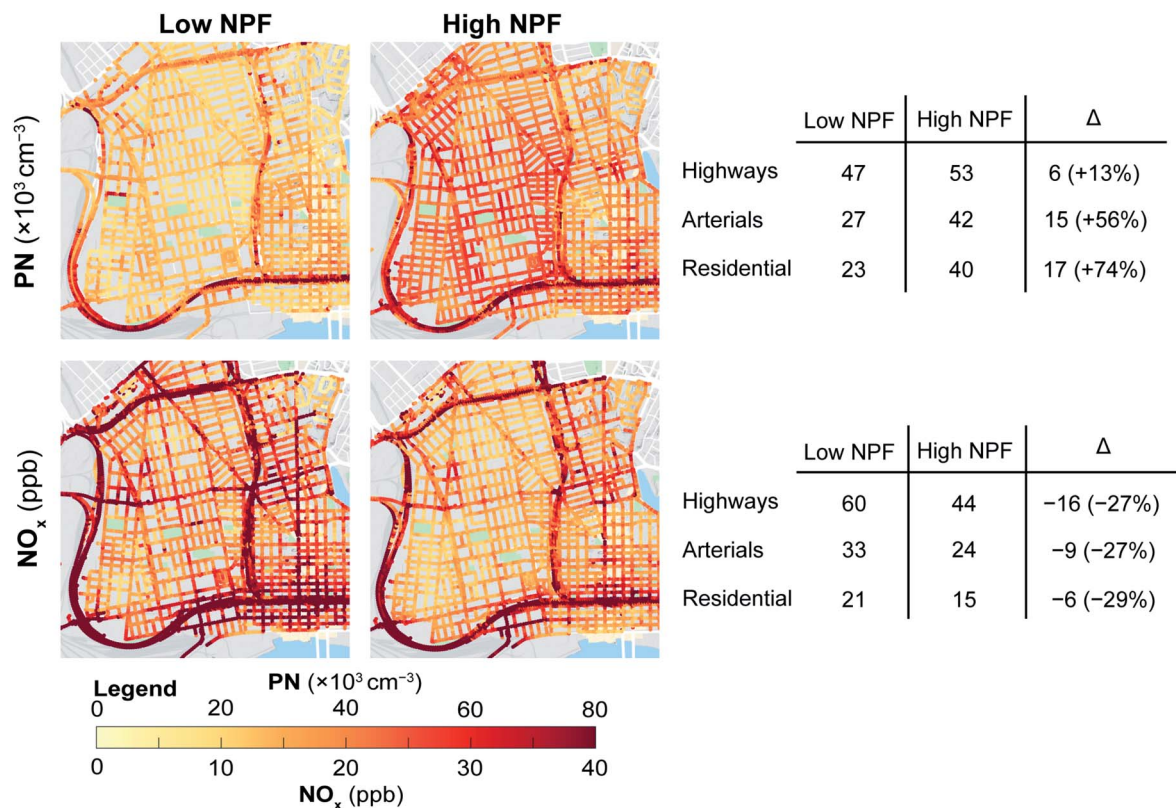 Low NPF High NPF
PN (×10³ cm⁻³)
Low NPF High NPF Δ
Highways 47 53 6 (+13%)
Arterials 27 42 15 (+56%)
Residential 23 40 17 (+74%)
NOₓ (ppb)
Low NPF High NPF Δ
Highways 60 44 −16 (−27%)
Arterials 33 24 −9 (−27%)
Residential 21 15 −6 (−29%)
Legend PN (×10³ cm⁻³)
0 20 40 60 80
0 10 20 30 40
NOₓ (ppb)